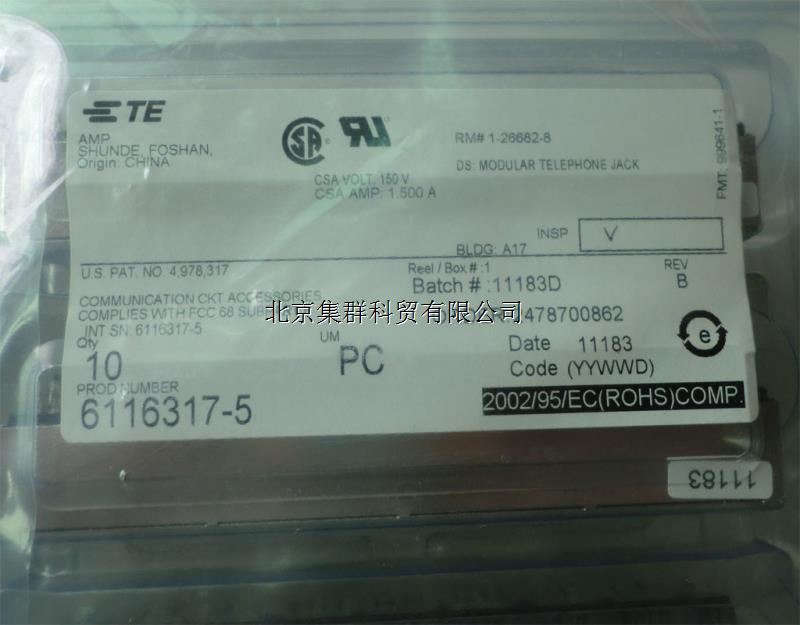 TE
AMP
SHUNDE, FOSHAN,
Origin: CHINA
SA
RU
RM# 1-26682-8
DS: MODULAR TELEPHONE JACK
CSA VOLT: 150 V
CSA AMP: 1.500 A
FMT: 999641-1
INSP V
BLDG: A17
U.S. PAT. NO. 4,978,317
Reel / Box # :1
REV
B
Batch # :11183D
COMMUNICATION CKT ACCESSORIES
COMPLIES WITH FCC 68 SUB
北京集群科贸有限公司
478700862
INT SN: 6116317-5
Qty
10
UM
PC
Date 11183
Code (YYWWD)
e
PROD NUMBER
6116317-5
2002/95/EC(ROHS)COMP.
11183